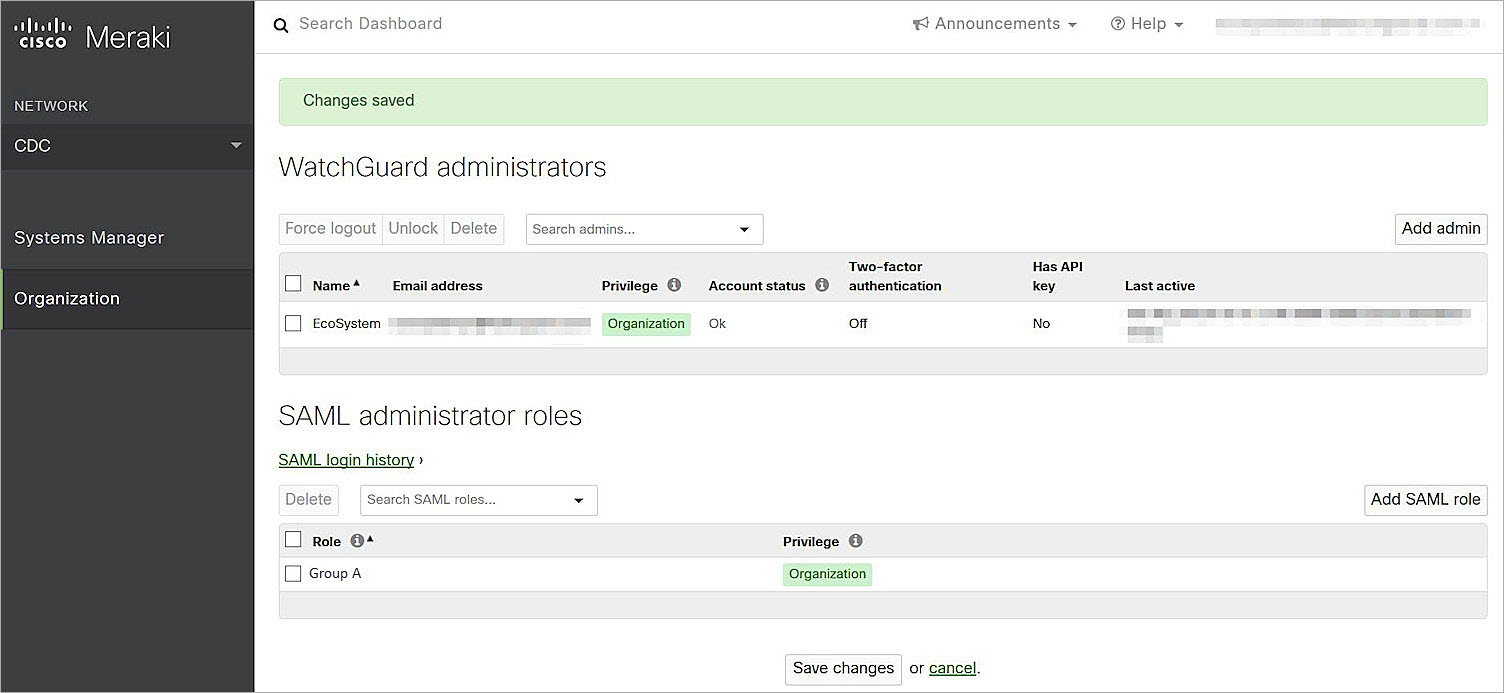 cisco Meraki
Search Dashboard
Announcements
Help
NETWORK
CDC
Systems Manager
Organization
Changes saved
WatchGuard administrators
Force logout Unlock Delete Search admins... Add admin
Name Email address Privilege Account status Two-factor authentication Has API key Last active
EcoSystem Organization Ok Off No
SAML administrator roles
SAML login history ›
Delete Search SAML roles... Add SAML role
Role Privilege
Group A Organization
Save changes or cancel.